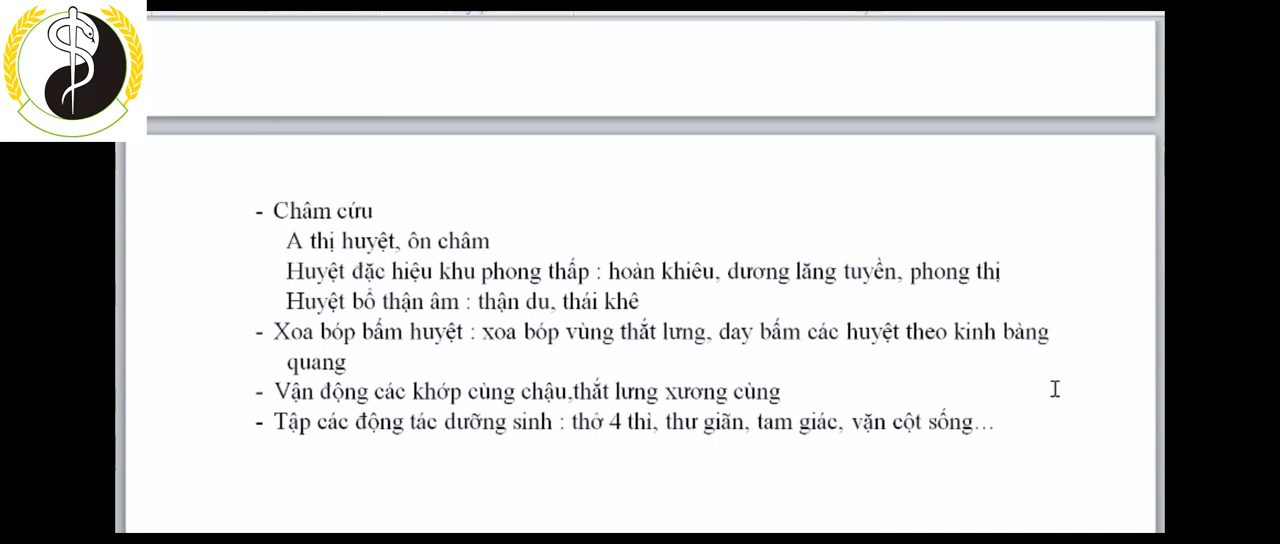 - Châm cứu
A thị huyệt, ôn châm
Huyệt đặc hiệu khu phong thấp : hoàn khiêu, dương lăng tuyền, phong thị
Huyệt bổ thận âm : thận du, thái khê
- Xoa bóp bấm huyệt : xoa bóp vùng thắt lưng, day bấm các huyệt theo kinh bàng
quang
- Vận động các khớp cùng chậu,thắt lưng xương cùng
- Tập các động tác dưỡng sinh : thở 4 thì, thư giãn, tam giác, vặn cột sống...